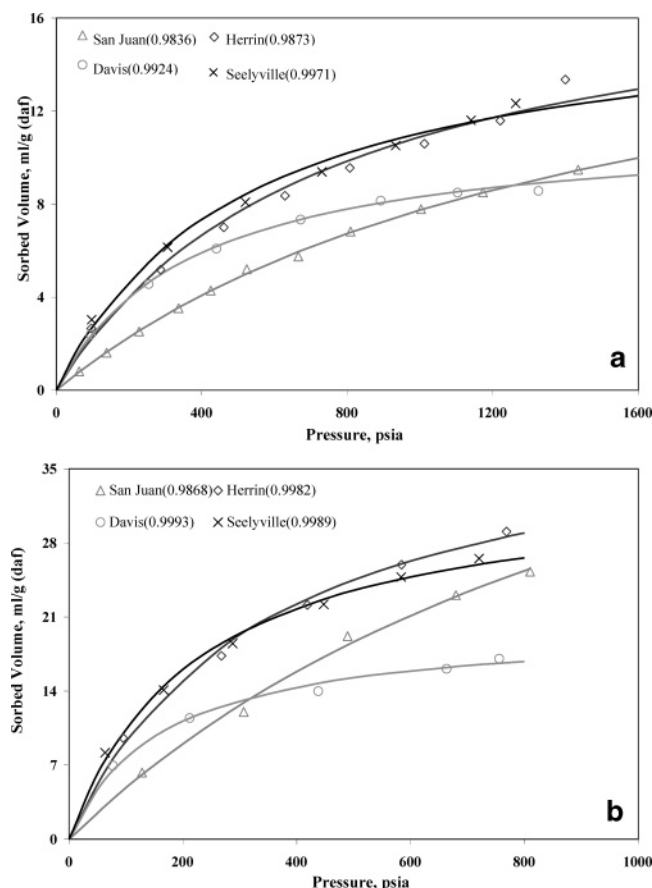 16
△ San Juan(0.9836) ◇ Herrin(0.9873)
○ Davis(0.9924) × Seelyville(0.9971)
12
8
4
0
Sorbed Volume, ml/g (daf)
a
0 400 800 1200 1600
Pressure, psia
35
△ San Juan(0.9868) ◇ Herrin(0.9982)
○ Davis(0.9993) × Seelyville(0.9989)
28
21
14
7
0
Sorbed Volume, ml/g (daf)
b
0 200 400 600 800 1000
Pressure, psia